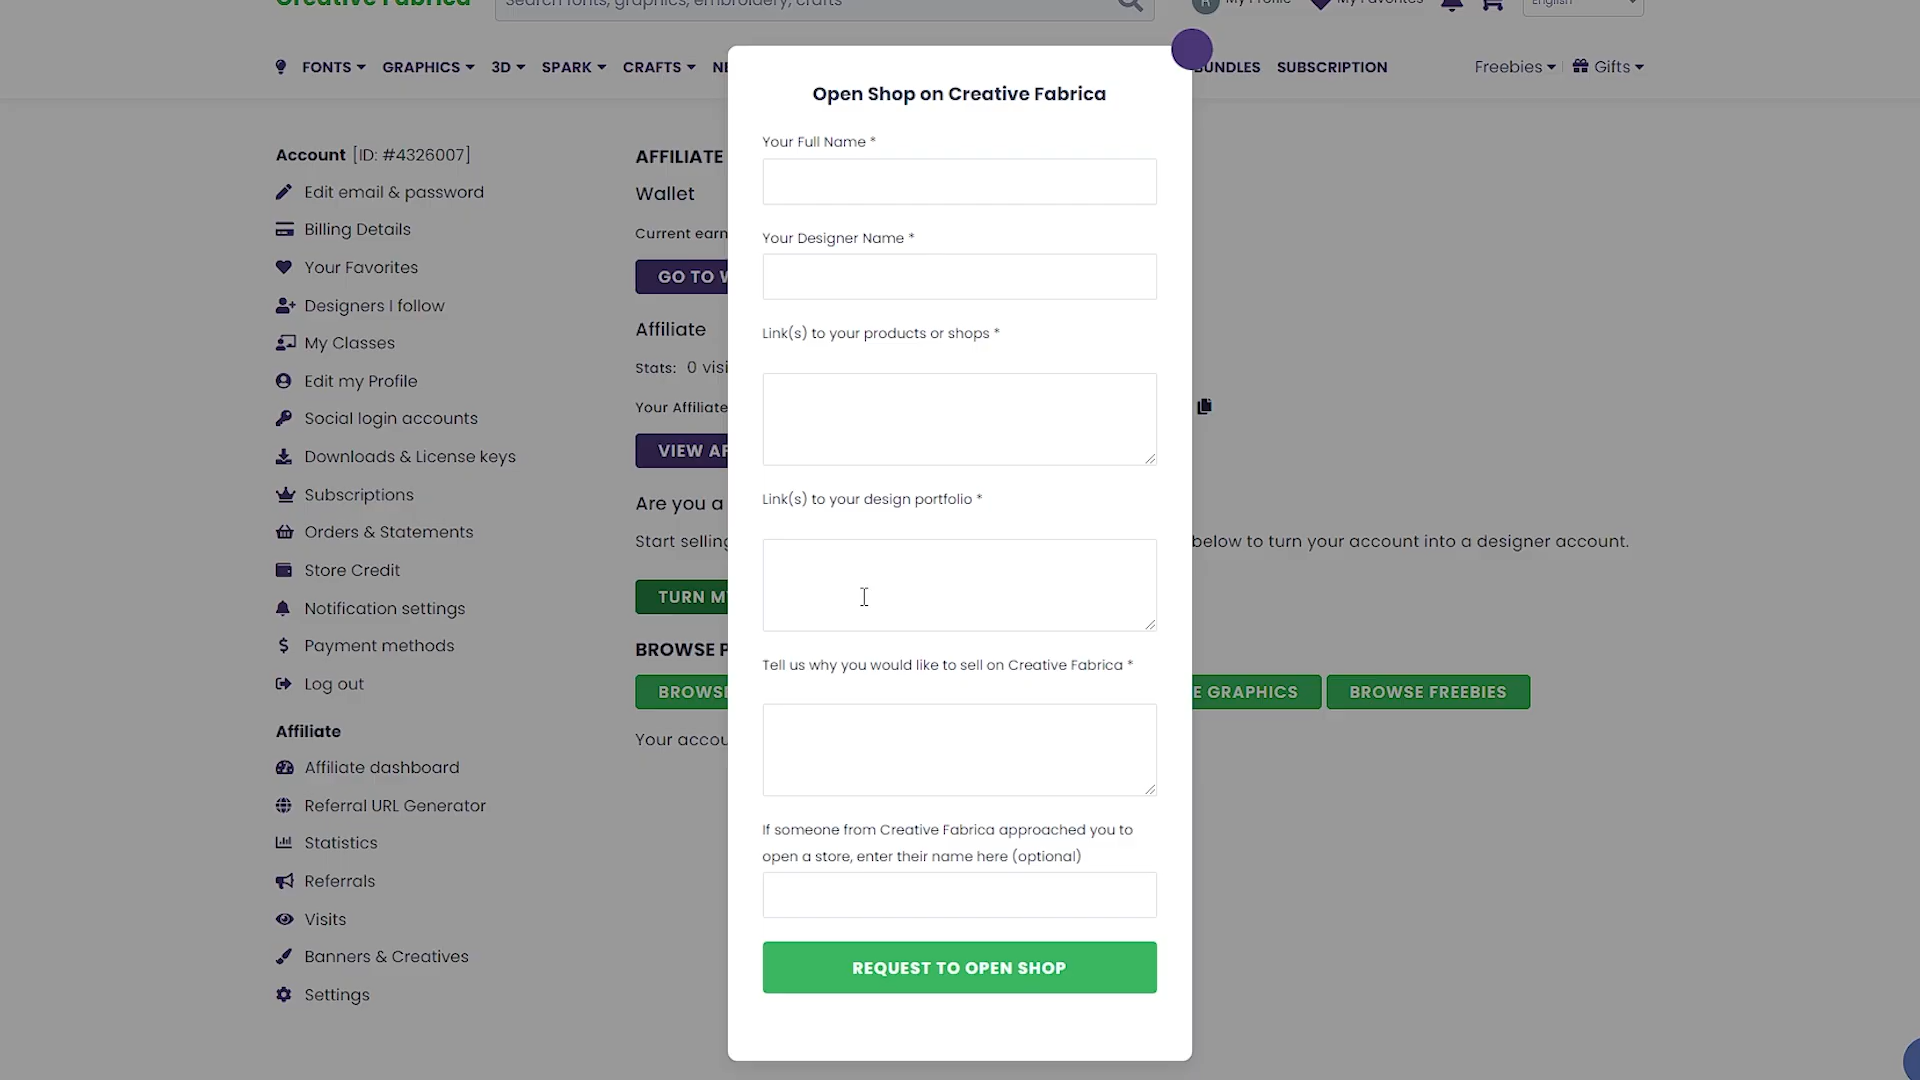 Creative Fabrica
Search fonts, graphics, embroidery, crafts
My Profile
My Favorites
English
FONTS
GRAPHICS
3D
SPARK
CRAFTS
NE
BUNDLES
SUBSCRIPTION
Freebies
Gifts
Account [ID: #4326007]
Edit email & password
Billing Details
Your Favorites
Designers I follow
My Classes
Edit my Profile
Social login accounts
Downloads & License keys
Subscriptions
Orders & Statements
Store Credit
Notification settings
Payment methods
Log out
Affiliate
Affiliate dashboard
Referral URL Generator
Statistics
Referrals
Visits
Banners & Creatives
Settings
AFFILIATE
Wallet
Current earn
GO TO W
Affiliate
Stats: 0 visi
Your Affiliate
VIEW AF
Are you a
Start selling
below to turn your account into a designer account.
TURN MY
BROWSE P
BROWSE
E GRAPHICS
BROWSE FREEBIES
Your accou
Open Shop on Creative Fabrica
Your Full Name *
Your Designer Name *
Link(s) to your products or shops *
Link(s) to your design portfolio *
Tell us why you would like to sell on Creative Fabrica *
If someone from Creative Fabrica approached you to
open a store, enter their name here (optional)
REQUEST TO OPEN SHOP